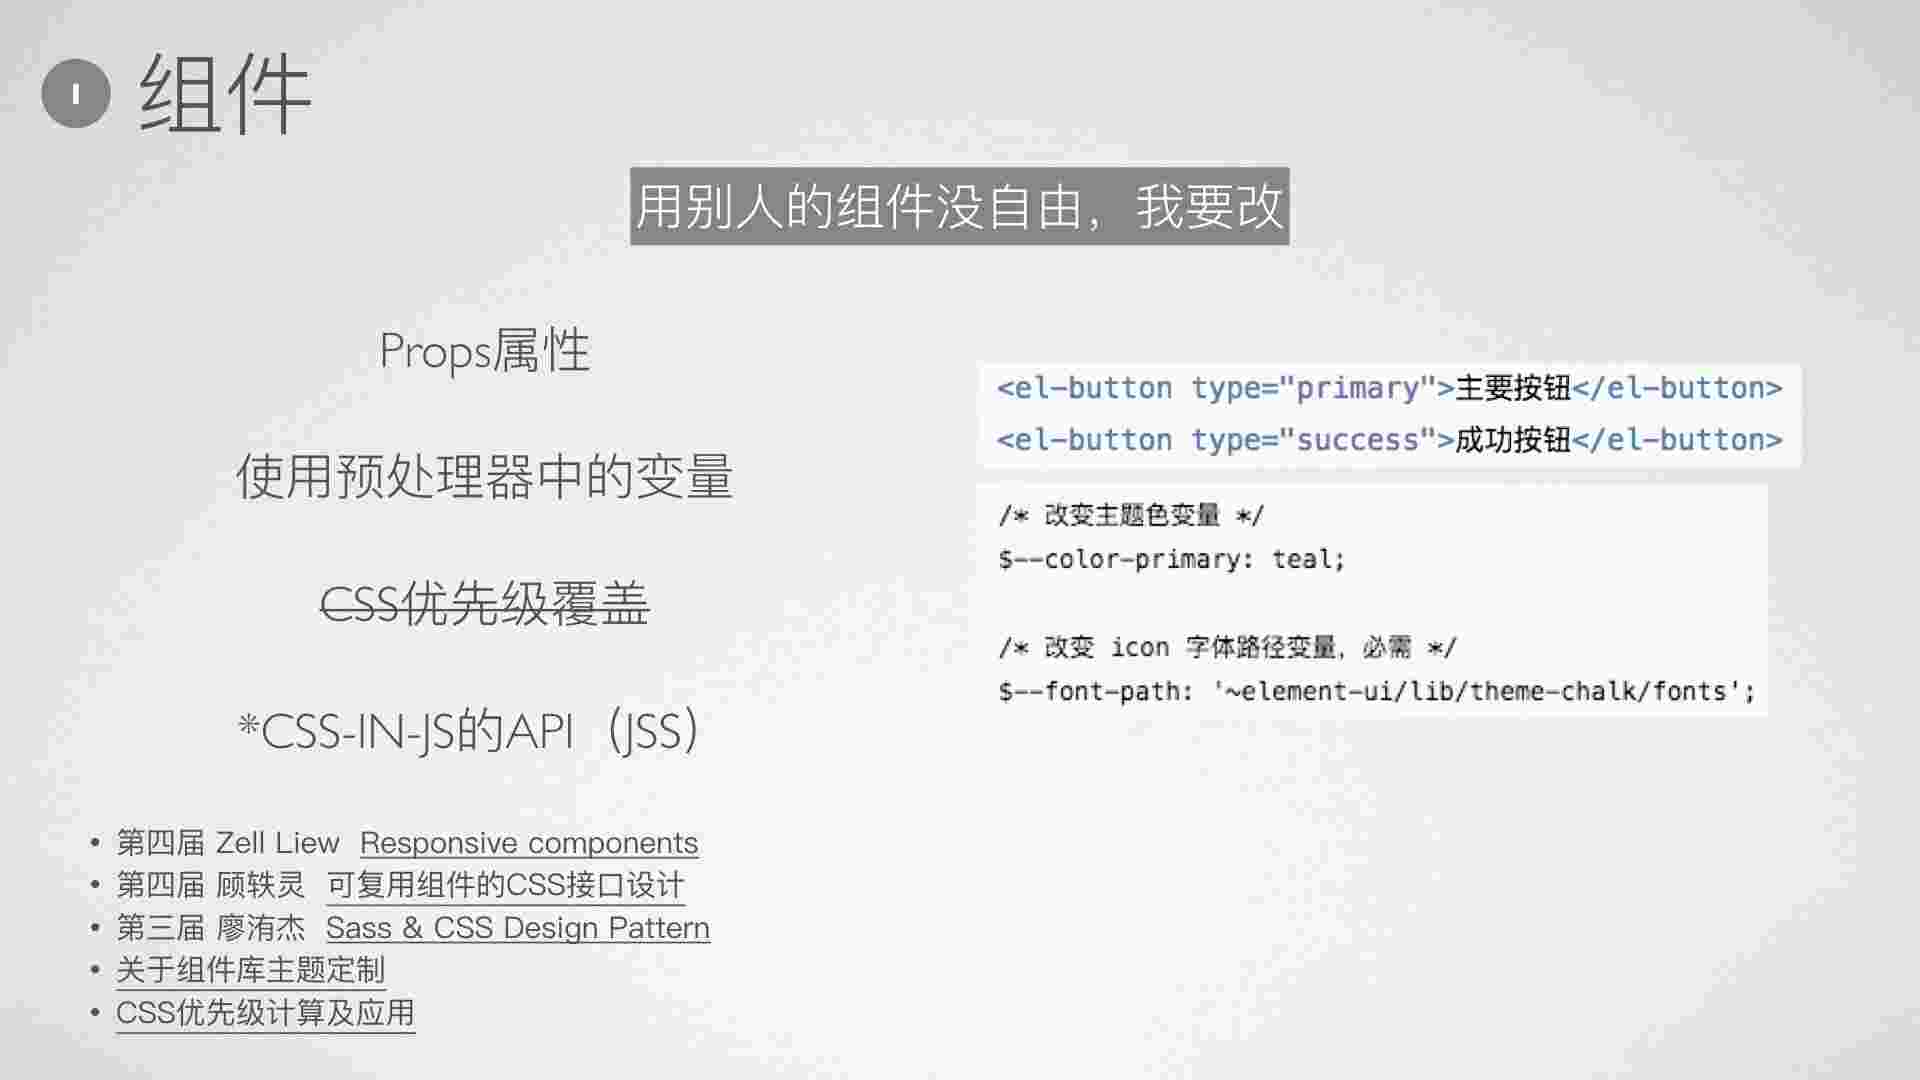 I 组件
用别人的组件没自由，我要改
Props属性
使用预处理器中的变量
CSS优先级覆盖
*CSS-IN-JS的API（JSS）
<el-button type="primary">主要按钮</el-button>
<el-button type="success">成功按钮</el-button>
/* 改变主题色变量 */
$--color-primary: teal;
/* 改变 icon 字体路径变量，必需 */
$--font-path: '~element-ui/lib/theme-chalk/fonts';
• 第四届 Zell Liew Responsive components
• 第四届 顾轶灵 可复用组件的CSS接口设计
• 第三届 廖洧杰 Sass & CSS Design Pattern
• 关于组件库主题定制
• CSS优先级计算及应用